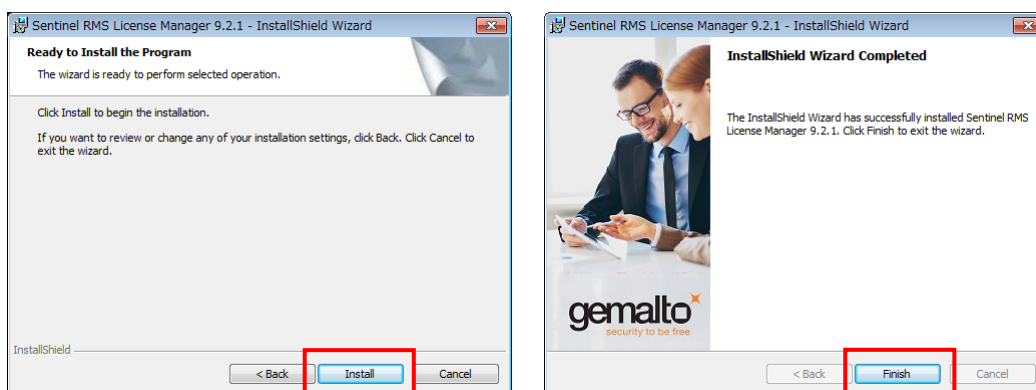 Sentinel RMS License Manager 9.2.1 - InstallShield Wizard
Ready to Install the Program
The wizard is ready to perform selected operation.
Click Install to begin the installation.
If you want to review or change any of your installation settings, click Back. Click Cancel to
exit the wizard.
InstallShield
< Back
Install
Cancel
Sentinel RMS License Manager 9.2.1 - InstallShield Wizard
InstallShield Wizard Completed
The InstallShield Wizard has successfully installed Sentinel RMS
License Manager 9.2.1. Click Finish to exit the wizard.
gemalto
security to be free
< Back
Finish
Cancel